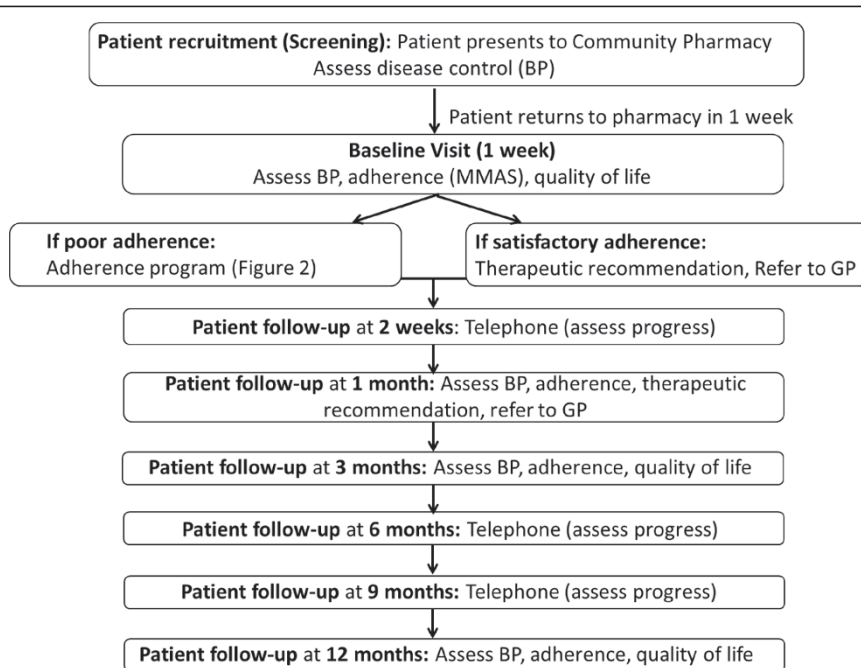 Patient recruitment (Screening): Patient presents to Community Pharmacy
Assess disease control (BP)
Patient returns to pharmacy in 1 week
Baseline Visit (1 week)
Assess BP, adherence (MMAS), quality of life
If poor adherence:
Adherence program (Figure 2)
If satisfactory adherence:
Therapeutic recommendation, Refer to GP
Patient follow-up at 2 weeks: Telephone (assess progress)
Patient follow-up at 1 month: Assess BP, adherence, therapeutic
recommendation, refer to GP
Patient follow-up at 3 months: Assess BP, adherence, quality of life
Patient follow-up at 6 months: Telephone (assess progress)
Patient follow-up at 9 months: Telephone (assess progress)
Patient follow-up at 12 months: Assess BP, adherence, quality of life